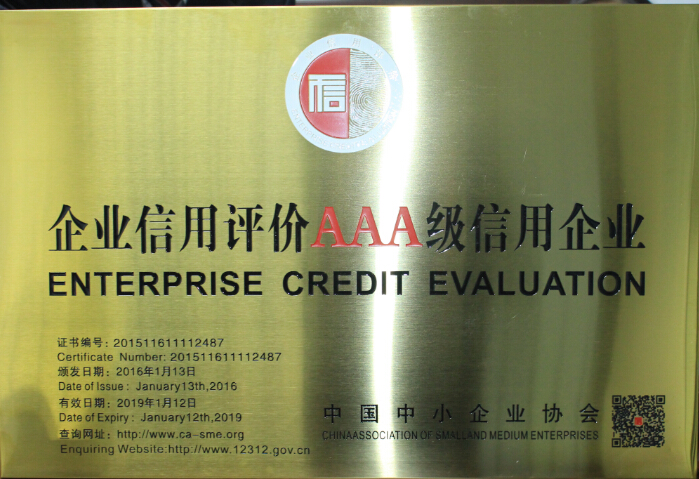 信
企业信用评价AAA级信用企业
ENTERPRISE CREDIT EVALUATION
证书编号：201511611112487
Certificate Number: 201511611112487
颁发日期：2016年1月13日
Date of Issue：January13th,2016
有效日期：2019年1月12日
Date of Expiry：January12th,2019
查询网址：http://www.ca-sme.org
Enquiring Website:http://www.12312.gov.cn
中国中小企业协会
CHINAASSOCIATION OF SMALLAND MEDIUM ENTERPRISES